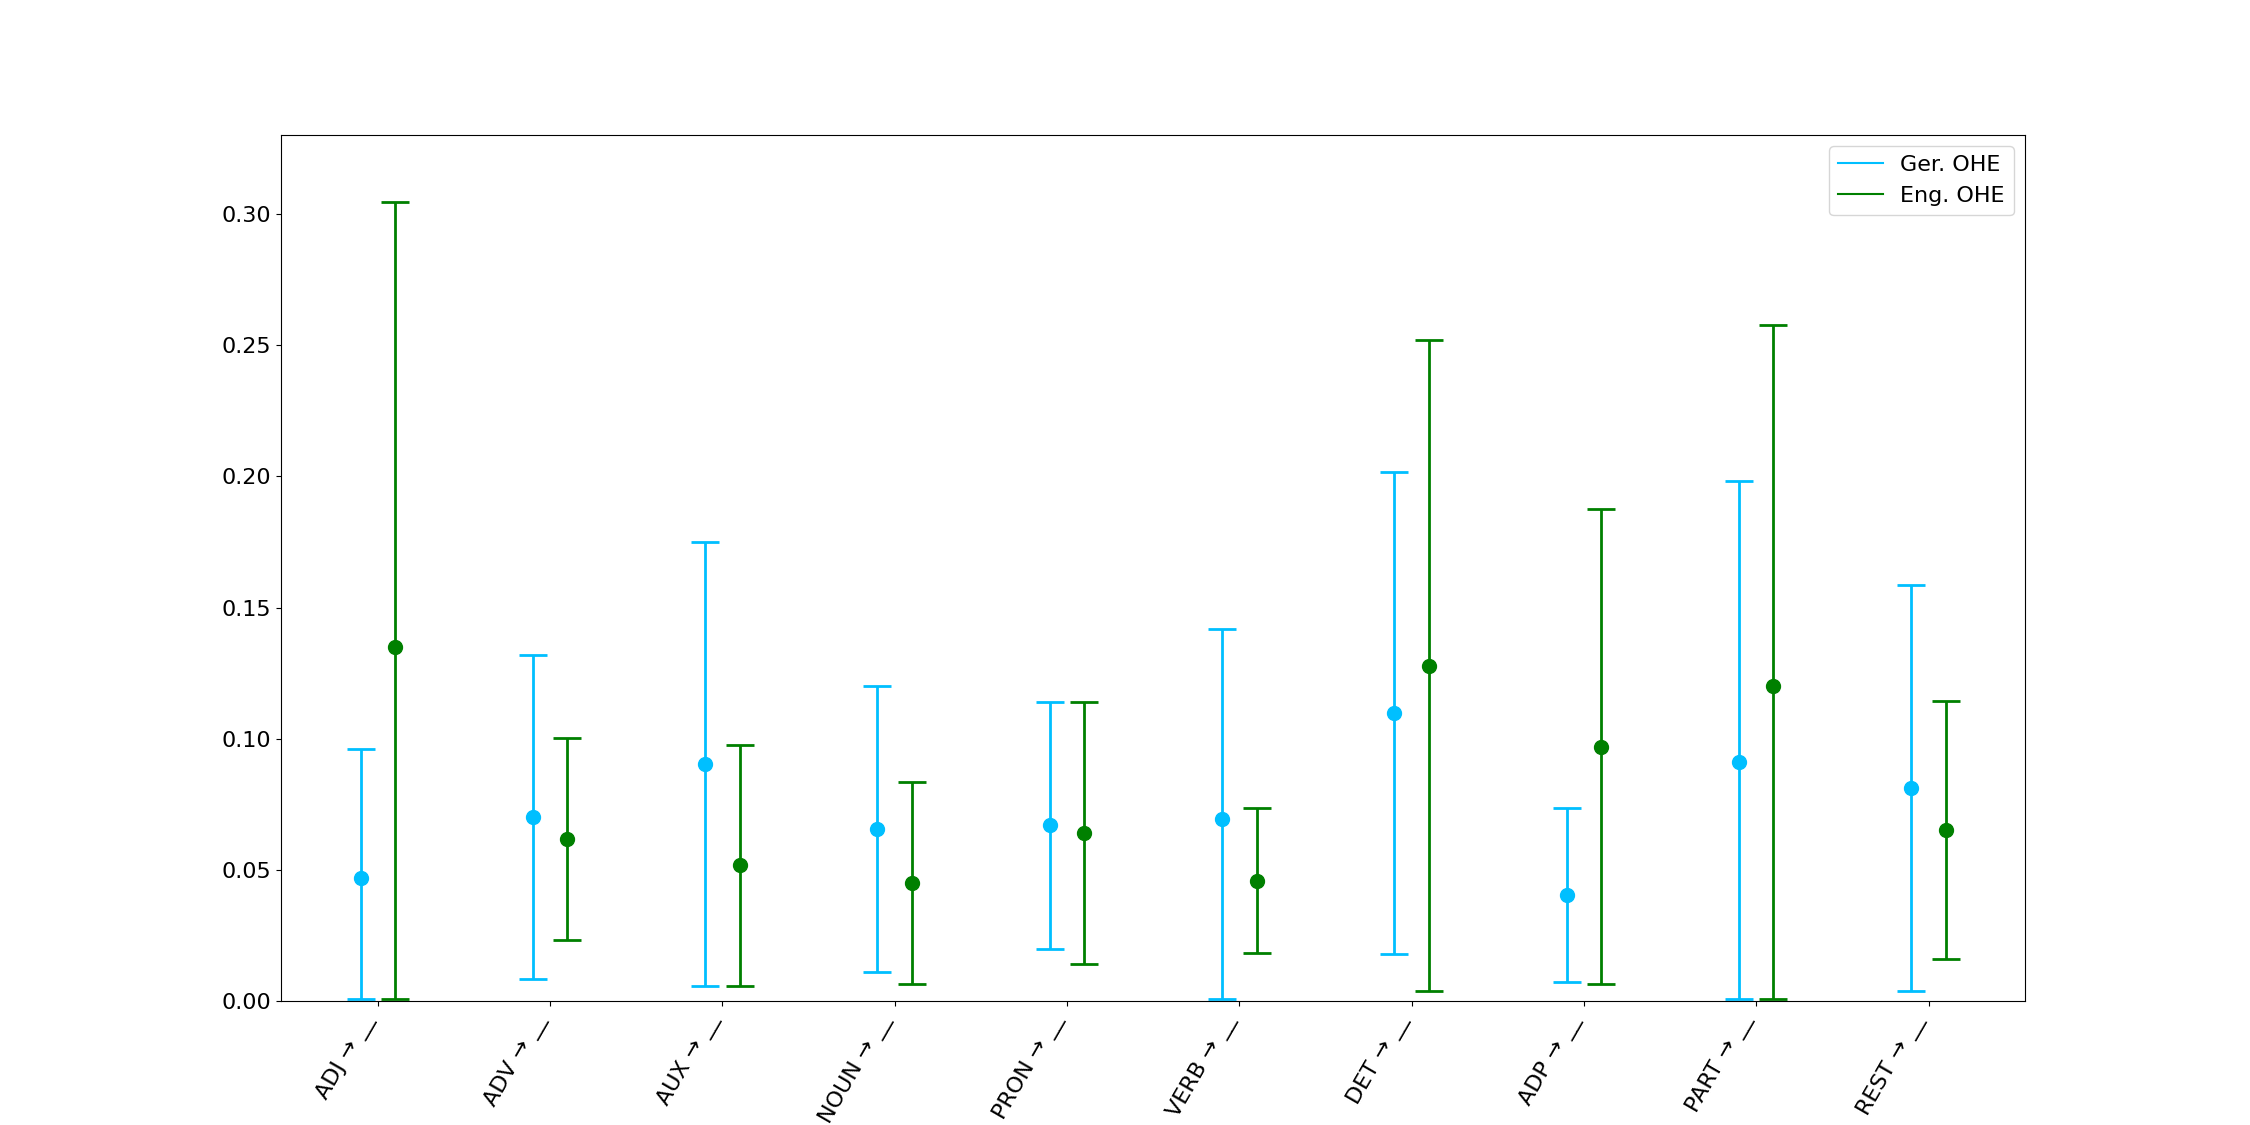 Ger. OHE
Eng. OHE
0.30
0.25
0.20
0.15
0.10
0.05
0.00
ADJ → —
ADV → —
AUX → —
NOUN → —
PRON → —
VERB → —
DET → —
ADP → —
PART → —
REST → —